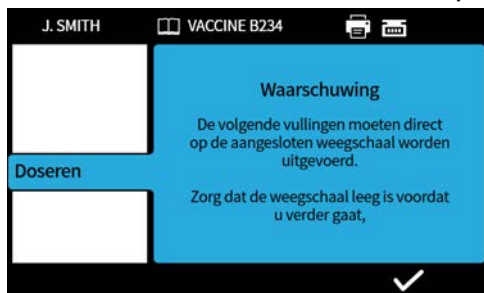 J. SMITH
VACCINE B234
Waarschuwing
De volgende vullingen moeten direct
op de aangesloten weegschaal worden
uitgevoerd.
Doseren
Zorg dat de weegschaal leeg is voordat
u verder gaat,